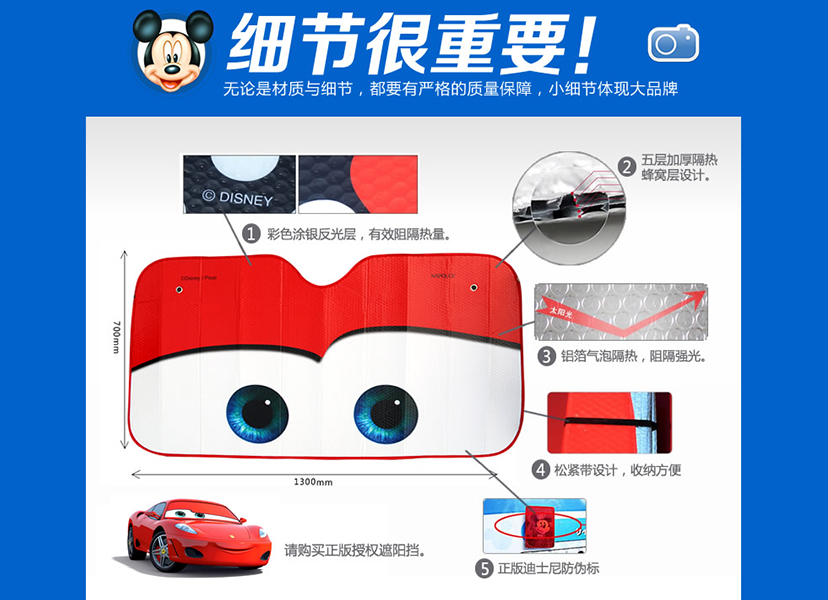 细节很重要!
无论是材质与细节，都要有严格的质量保障，小细节体现大品牌
© DISNEY
1 彩色涂银反光层，有效阻隔热量。
2 五层加厚隔热
蜂窝层设计。
©Disney / Pixar
太阳光
3 铝箔气泡隔热，阻隔强光。
700mm
1300mm
4 松紧带设计，收纳方便
请购买正版授权遮阳挡。
5 正版迪士尼防伪标